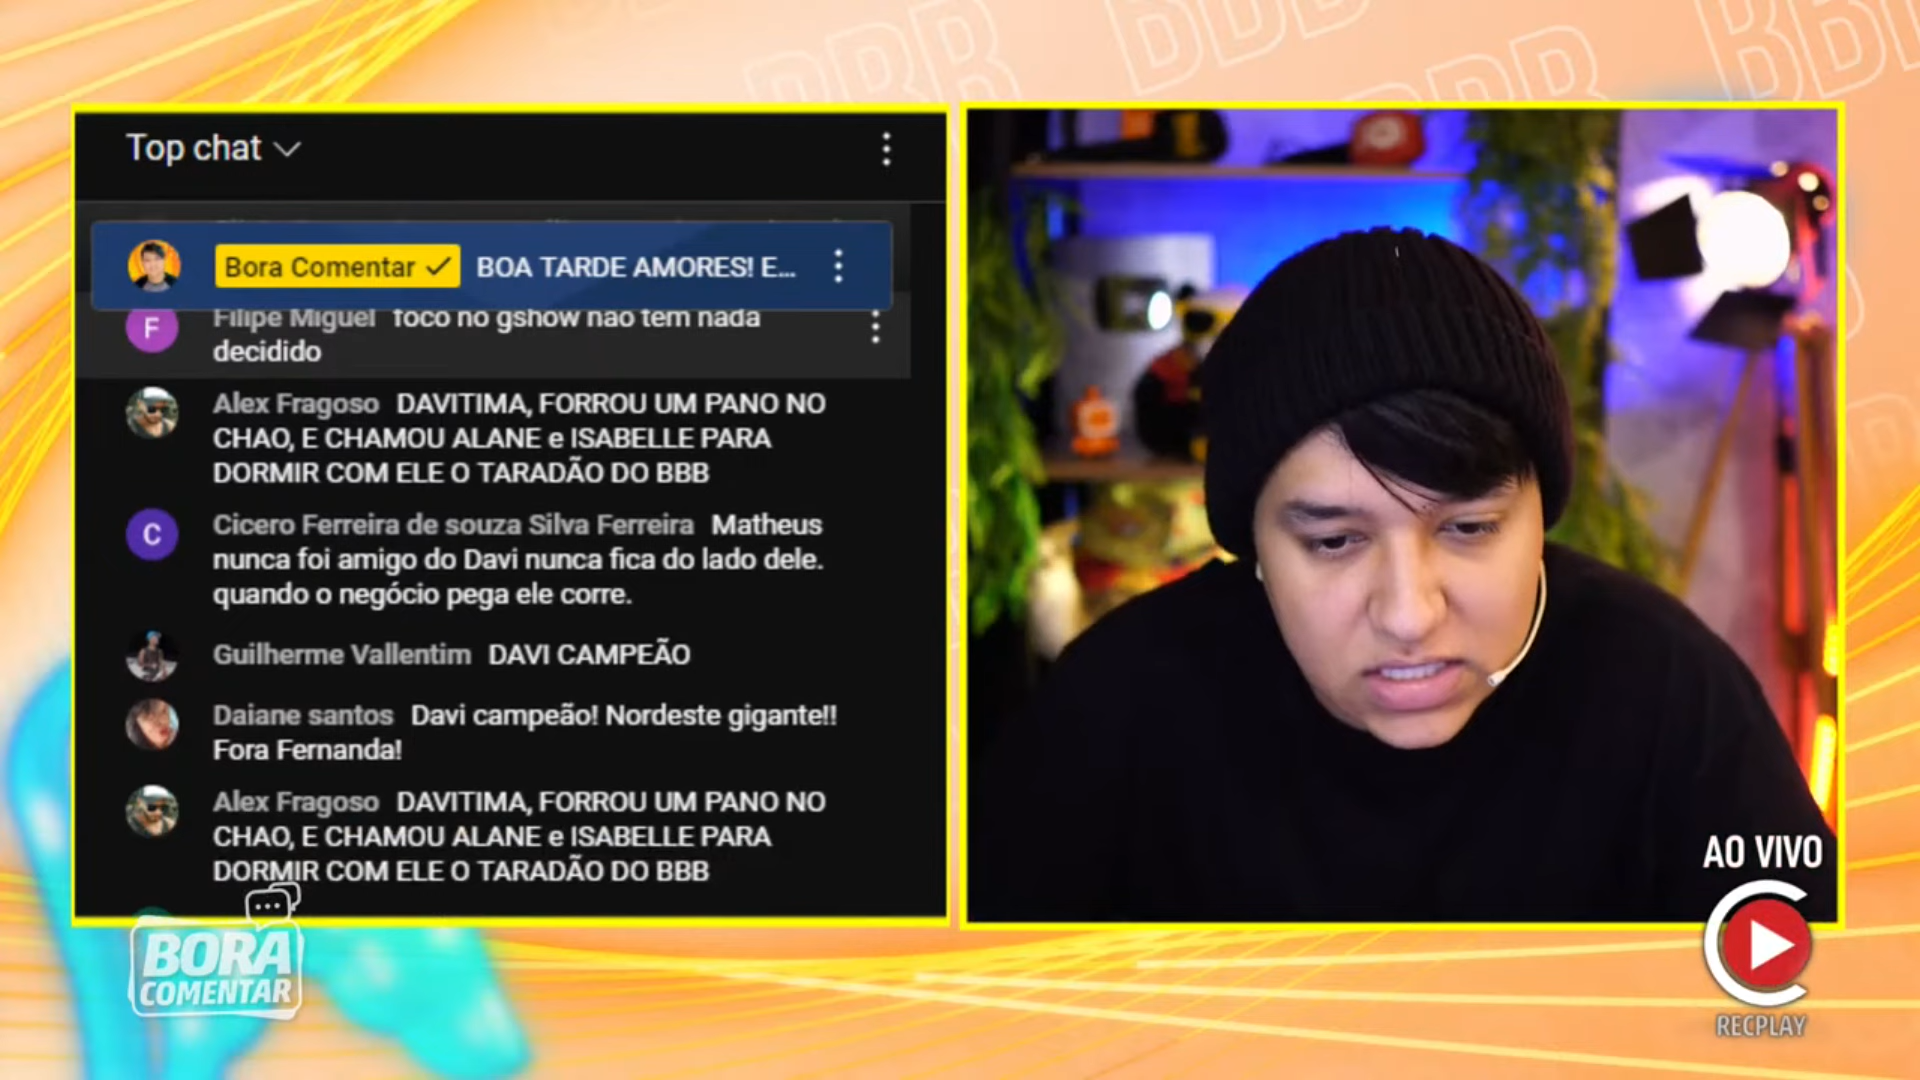 BBB
BBB
BBB
BBB
Top chat
Bora Comentar BOA TARDE AMORES! E...
Filipe Miguel foco no gshow nao tem nada
decidido
Alex Fragoso DAVITIMA, FORROU UM PANO NO
CHAO, E CHAMOU ALANE e ISABELLE PARA
DORMIR COM ELE O TARADÃO DO BBB
Cicero Ferreira de souza Silva Ferreira Matheus
nunca foi amigo do Davi nunca fica do lado dele.
quando o negócio pega ele corre.
Guilherme Vallentim DAVI CAMPEÃO
Daiane santos Davi campeão! Nordeste gigante!!
Fora Fernanda!
Alex Fragoso DAVITIMA, FORROU UM PANO NO
CHAO, E CHAMOU ALANE e ISABELLE PARA
DORMIR COM ELE O TARADÃO DO BBB
F
C
BORA
COMENTAR
AO VIVO
RECPLAY